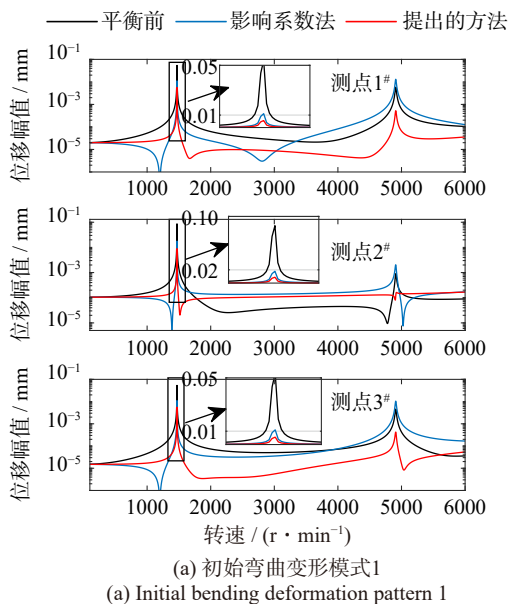 平衡前 影响系数法 提出的方法
位移幅值 / mm
10⁻¹
10⁻³
10⁻⁵
0.05
0.01
测点1#
1000 2000 3000 4000 5000 6000
位移幅值 / mm
10⁻¹
10⁻³
10⁻⁵
0.10
0.02
测点2#
1000 2000 3000 4000 5000 6000
位移幅值 / mm
10⁻¹
10⁻³
10⁻⁵
0.05
0.01
测点3#
1000 2000 3000 4000 5000 6000
转速 / (r · min⁻¹)
(a) 初始弯曲变形模式1
(a) Initial bending deformation pattern 1